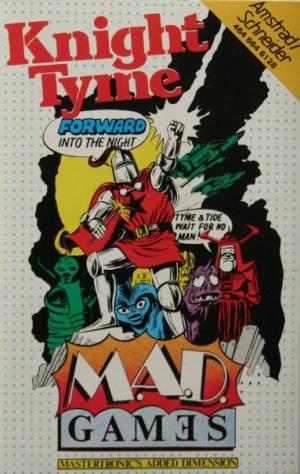 Knight
Tyme
Amstrad/
Schneider
464 664 6128
FORWARD
INTO THE NIGHT
TYME & TIDE
WAIT FOR NO
MAN!
M.A.D.
GAMES
MASTERTRONIC'S ADDED DIMENSION